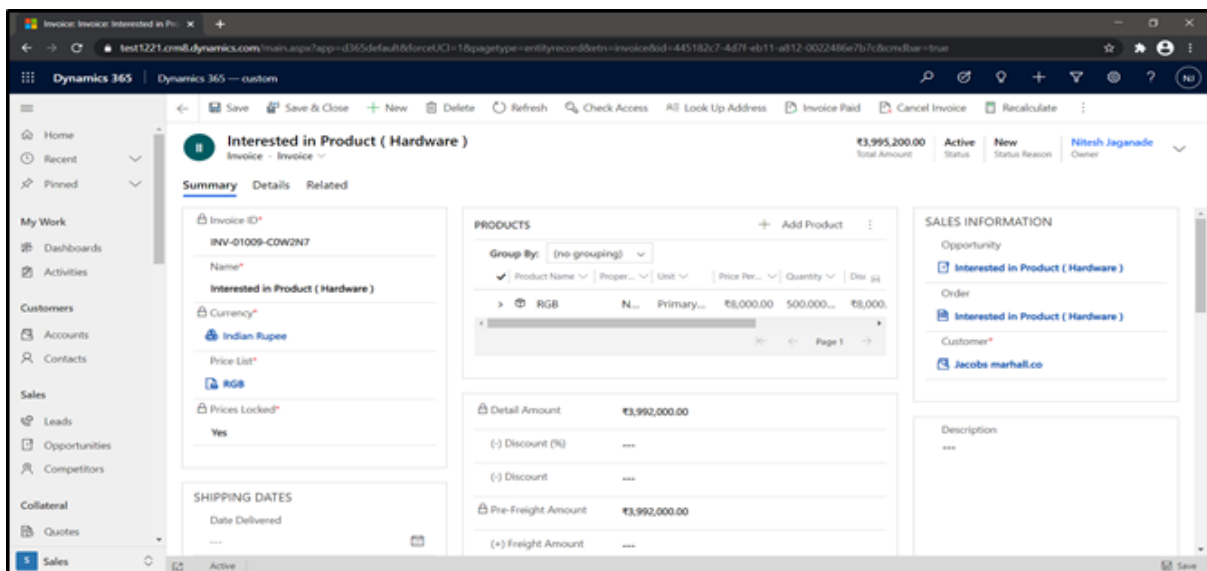 Invoice: Invoice: Interested in Pro
test1221.crm8.dynamics.com/main.aspx?app=d365default&forceUCI=1&pagetype=entityrecord&etn=invoice&id=445182c7-4d7f-eb11-a812-0022486e7b7c&cmdbar=true
Dynamics 365 Dynamics 365 — custom NJ
Save Save & Close New Delete Refresh Check Access Look Up Address Invoice Paid Cancel Invoice Recalculate
Home
Recent
Pinned
My Work
Dashboards
Activities
Customers
Accounts
Contacts
Sales
Leads
Opportunities
Competitors
Collateral
Quotes
S Sales
II
Interested in Product ( Hardware )
Invoice · Invoice
₹3,995,200.00 Active New Nitesh Jaganade
Total Amount Status Status Reason Owner
Summary Details Related
Invoice ID*
INV-01009-C0W2N7
Name*
Interested in Product ( Hardware )
Currency*
Indian Rupee
Price List*
RGB
Prices Locked*
Yes
SHIPPING DATES
Date Delivered
---
PRODUCTS + Add Product
Group By: (no grouping)
Product Name Proper... Unit Price Per... Quantity
RGB N... Primary... ₹8,000.00 500.000... ₹8,000.
Page 1
Detail Amount ₹3,992,000.00
(-) Discount (%) ---
(-) Discount ---
Pre-Freight Amount ₹3,992,000.00
(+) Freight Amount ---
SALES INFORMATION
Opportunity
Interested in Product ( Hardware )
Order
Interested in Product ( Hardware )
Customer*
Jacobs marhall.co
Description
---
Active Save